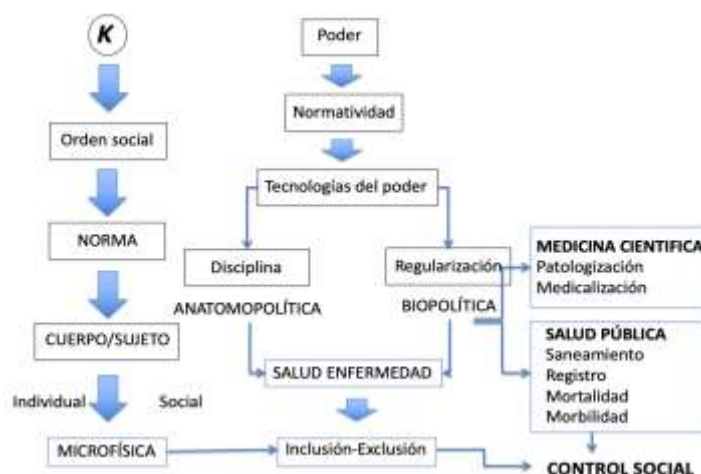 K
Poder
Normatividad
Orden social
Tecnologías del poder
NORMA
Disciplina
Regularización
MEDICINA CIENTIFICA
Patologización
Medicalización
ANATOMOPOLÍTICA
BIOPOLÍTICA
CUERPO/SUJETO
SALUD ENFERMEDAD
SALUD PÚBLICA
Saneamiento
Registro
Mortalidad
Morbilidad
Individual
Social
MICROFÍSICA
Inclusión-Exclusión
CONTROL SOCIAL